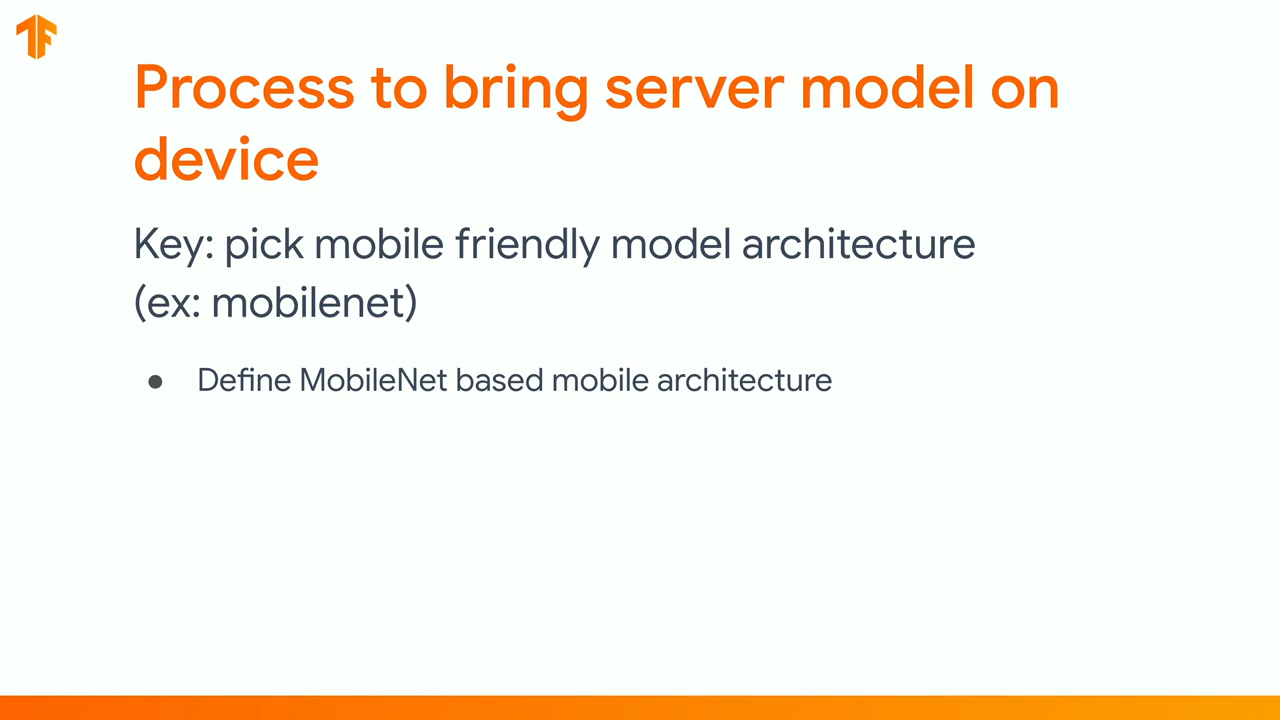 Process to bring server model on
device
Key: pick mobile friendly model architecture
(ex: mobilenet)
● Define MobileNet based mobile architecture